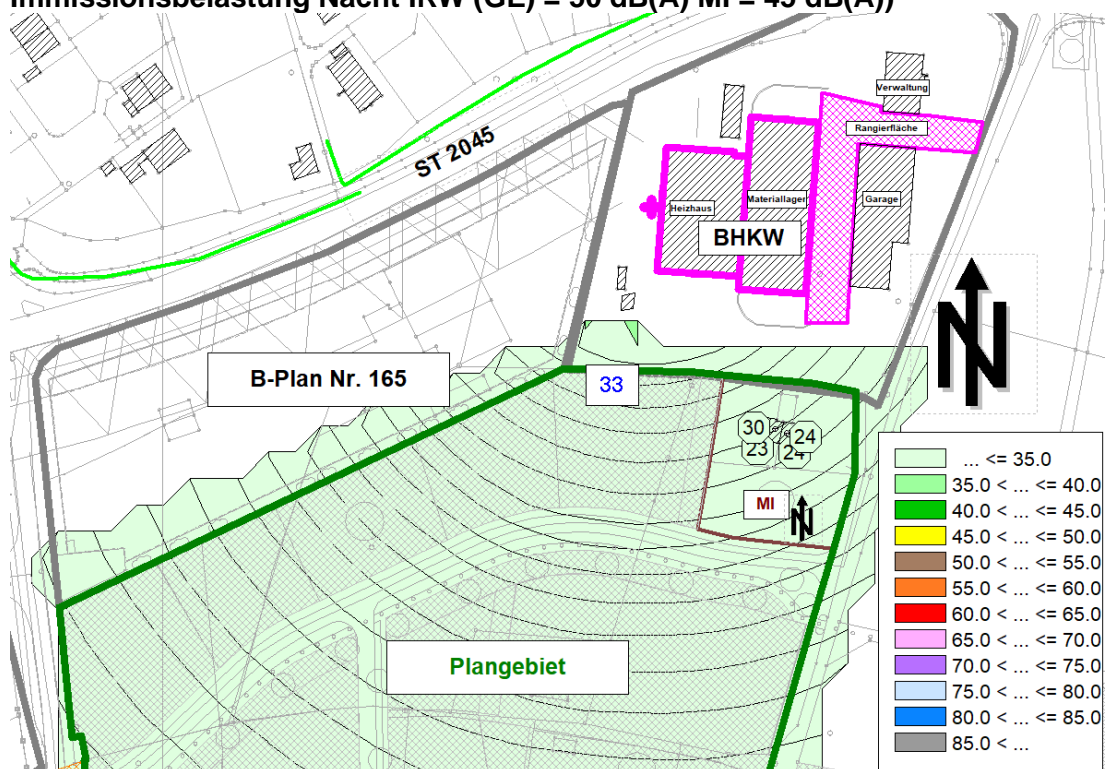 Immissionsbelastung Nacht IRW (GE) = 50 dB(A) MI = 45 dB(A))
Verwaltung
Rangierfläche
ST 2045
Heizhaus
Materiallager
Garage
BHKW
B-Plan Nr. 165
33
30
24
23
24
MI
N
N
Plangebiet
... <= 35.0
35.0 < ... <= 40.0
40.0 < ... <= 45.0
45.0 < ... <= 50.0
50.0 < ... <= 55.0
55.0 < ... <= 60.0
60.0 < ... <= 65.0
65.0 < ... <= 70.0
70.0 < ... <= 75.0
75.0 < ... <= 80.0
80.0 < ... <= 85.0
85.0 < ...